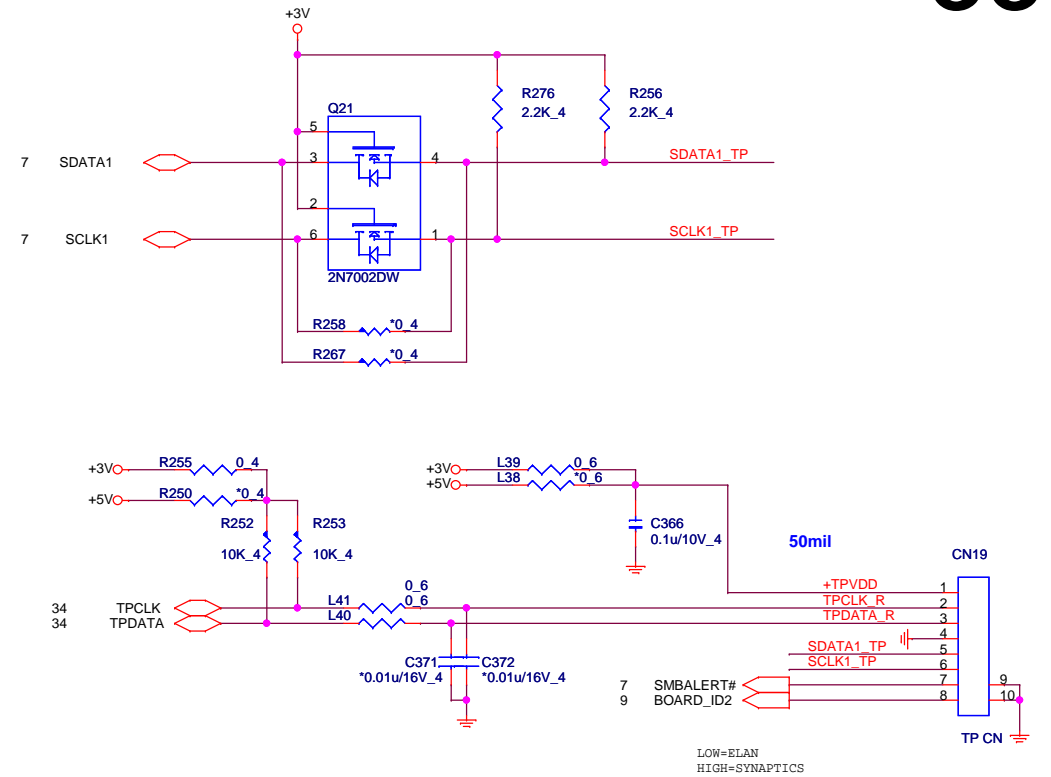 +3V
R276
2.2K_4
R256
2.2K_4
Q21
5
7 SDATA1 3 4 SDATA1_TP
2
7 SCLK1 6 1 SCLK1_TP
2N7002DW
R258 *0_4
R267 *0_4
+3V R255 0_4
+5V R250 *0_4
R252
10K_4
R253
10K_4
+3V L39 0_6
+5V L38 *0_6
C366
0.1u/10V_4
50mil
CN19
0_6
34 TPCLK L41 0_6
34 TPDATA L40
C371
*0.01u/16V_4
C372
*0.01u/16V_4
+TPVDD 1
TPCLK_R 2
TPDATA_R 3
4
SDATA1_TP 5
SCLK1_TP 6
7 SMBALERT# 7 9
9 BOARD_ID2 8 10
TP CN
LOW=ELAN
HIGH=SYNAPTICS